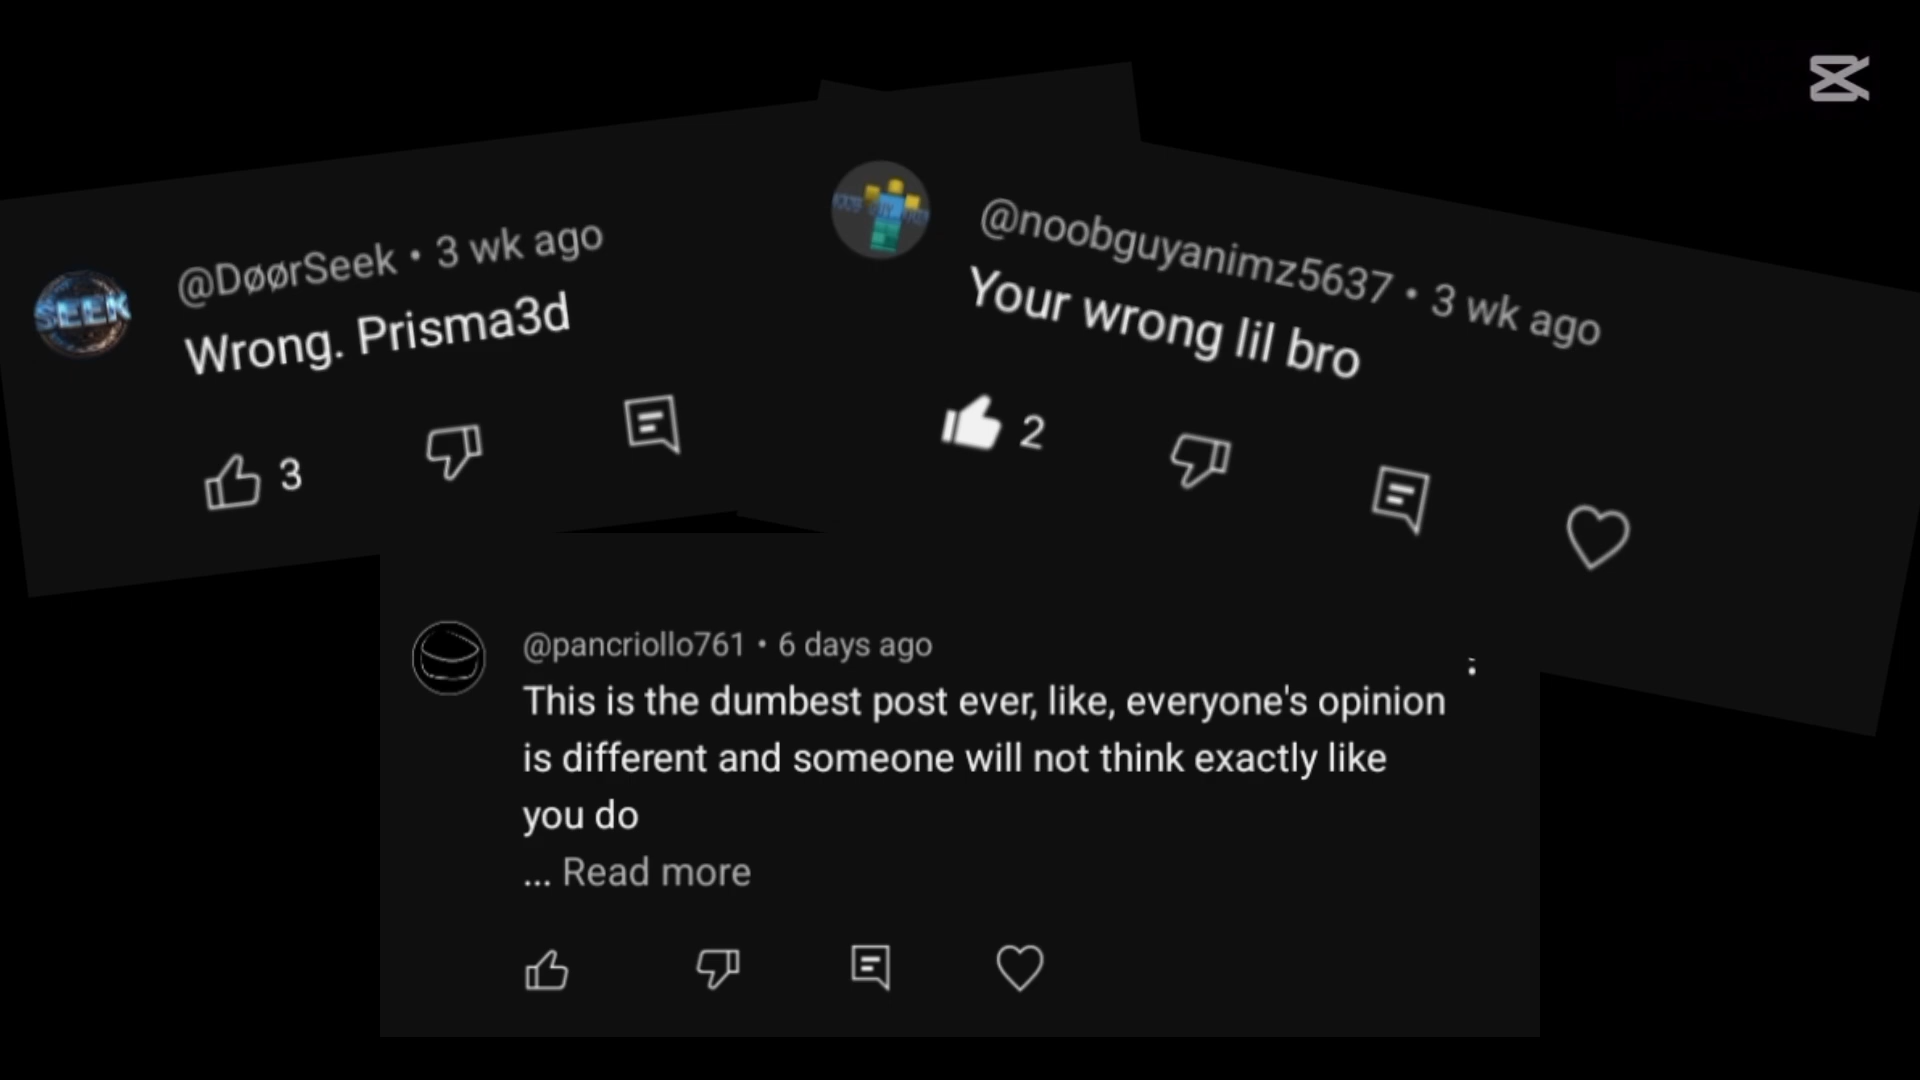 @DøørSeek • 3 wk ago
Wrong. Prisma3d
3
SEEK
@noobguyanimz5637 • 3 wk ago
Your wrong lil bro
2
@pancriollo761 • 6 days ago
This is the dumbest post ever, like, everyone's opinion
is different and someone will not think exactly like
you do
... Read more